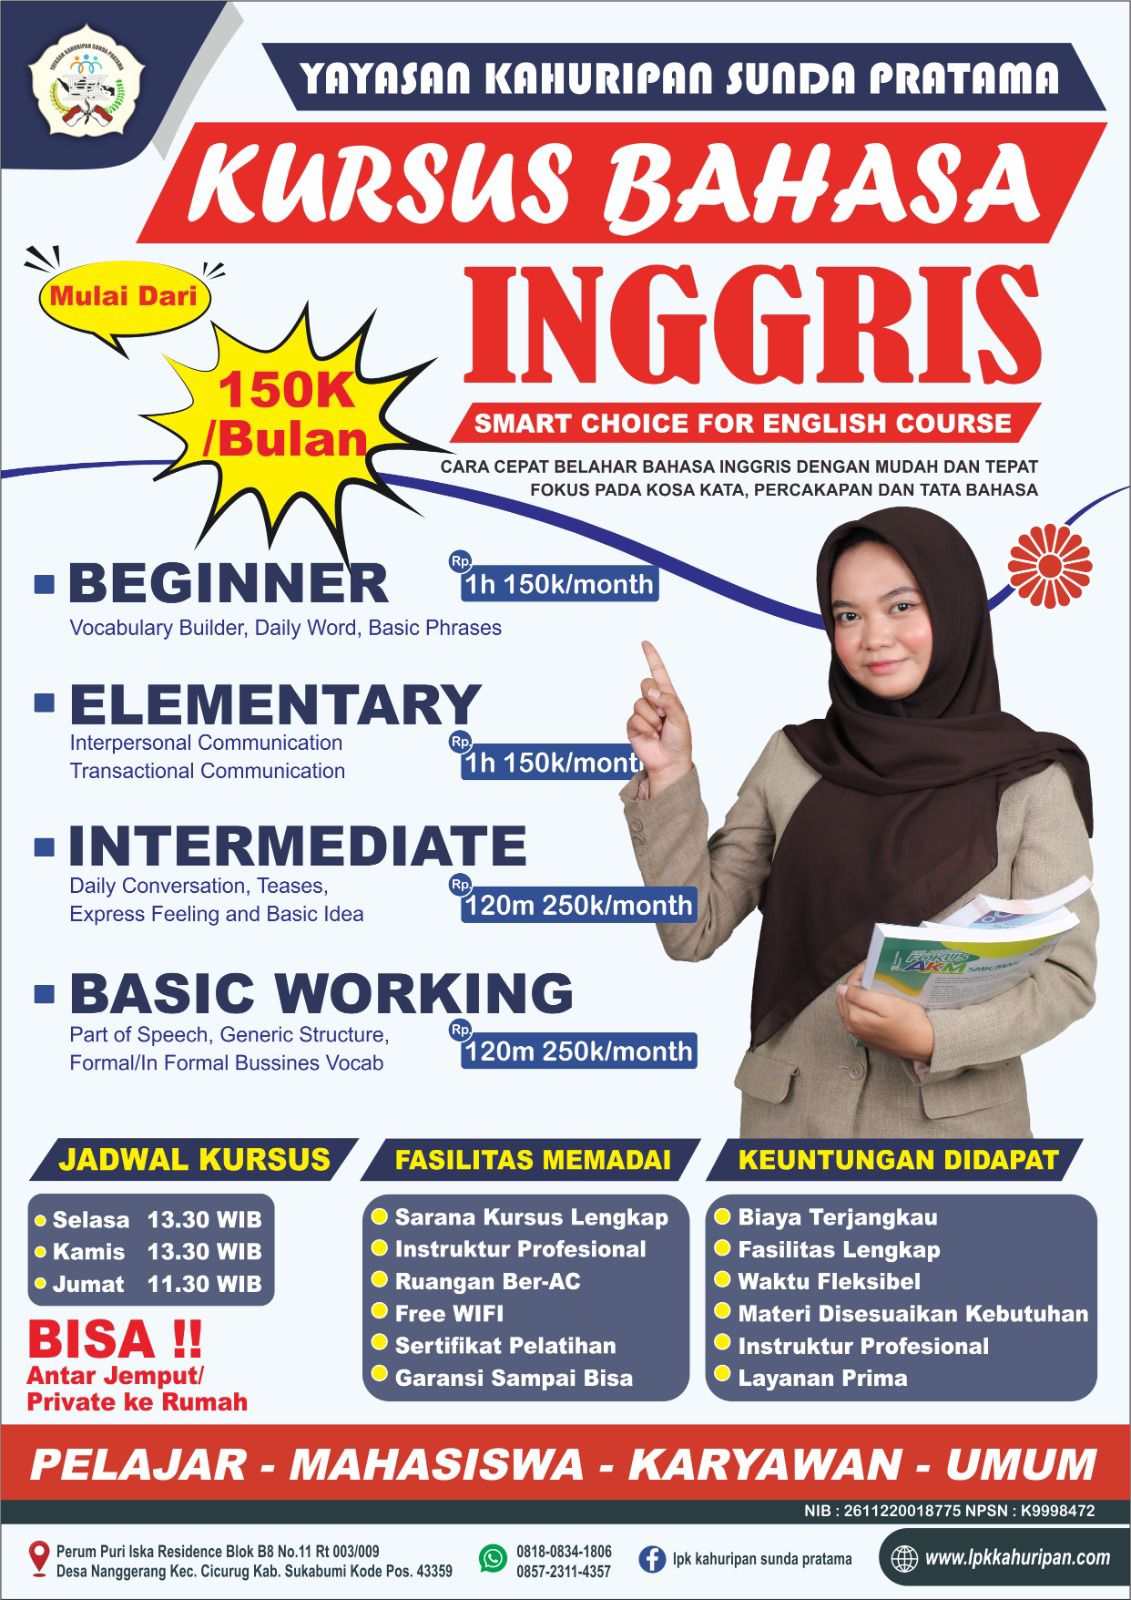 YAYASAN KAHURIPAN SUNDA PRATAMA
YAYASAN KAHURIPAN SUNDA PRATAMA
KURSUS BAHASA
INGGRIS
Mulai Dari
150K
/Bulan
SMART CHOICE FOR ENGLISH COURSE
CARA CEPAT BELAHAR BAHASA INGGRIS DENGAN MUDAH DAN TEPAT
FOKUS PADA KOSA KATA, PERCAKAPAN DAN TATA BAHASA
BEGINNER
Rp.
1h 150k/month
Vocabulary Builder, Daily Word, Basic Phrases
ELEMENTARY
Interpersonal Communication
Transactional Communication
Rp.
1h 150k/mont
INTERMEDIATE
Daily Conversation, Teases,
Express Feeling and Basic Idea
Rp.
120m 250k/month
FOKUS
AKM
BASIC WORKING
Part of Speech, Generic Structure,
Formal/In Formal Bussines Vocab
Rp.
120m 250k/month
JADWAL KURSUS
Selasa 13.30 WIB
Kamis 13.30 WIB
Jumat 11.30 WIB
BISA !!
Antar Jemput/
Private ke Rumah
FASILITAS MEMADAI
Sarana Kursus Lengkap
Instruktur Profesional
Ruangan Ber-AC
Free WIFI
Sertifikat Pelatihan
Garansi Sampai Bisa
KEUNTUNGAN DIDAPAT
Biaya Terjangkau
Fasilitas Lengkap
Waktu Fleksibel
Materi Disesuaikan Kebutuhan
Instruktur Profesional
Layanan Prima
PELAJAR - MAHASISWA - KARYAWAN - UMUM
NIB : 2611220018775 NPSN : K9998472
Perum Puri Iska Residence Blok B8 No.11 Rt 003/009
Desa Nanggerang Kec. Cicurug Kab. Sukabumi Kode Pos. 43359
0818-0834-1806
0857-2311-4357
lpk kahuripan sunda pratama
www.lpkkahuripan.com